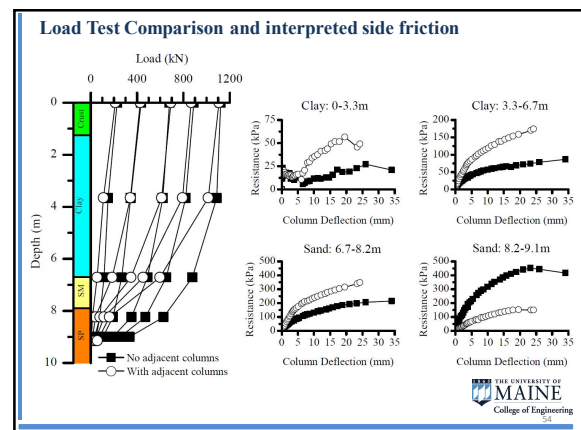 Load Test Comparison and interpreted side friction
Load (kN)
0 400 800 1200
Depth (m)
0
2
4
6
8
10
Crust
Clay
SM
SP
No adjacent columns
With adjacent columns
Clay: 0-3.3m
Resistance (kPa)
75
50
25
0
0 5 10 15 20 25 30 35
Column Deflection (mm)
Clay: 3.3-6.7m
Resistance (kPa)
200
150
100
50
0
0 5 10 15 20 25 30 35
Column Deflection (mm)
Sand: 6.7-8.2m
Resistance (kPa)
500
400
300
200
100
0
0 5 10 15 20 25 30 35
Column Deflection (mm)
Sand: 8.2-9.1m
Resistance (kPa)
500
400
300
200
100
0
0 5 10 15 20 25 30 35
Column Deflection (mm)
1865 THE UNIVERSITY OF
MAINE
College of Engineering
54